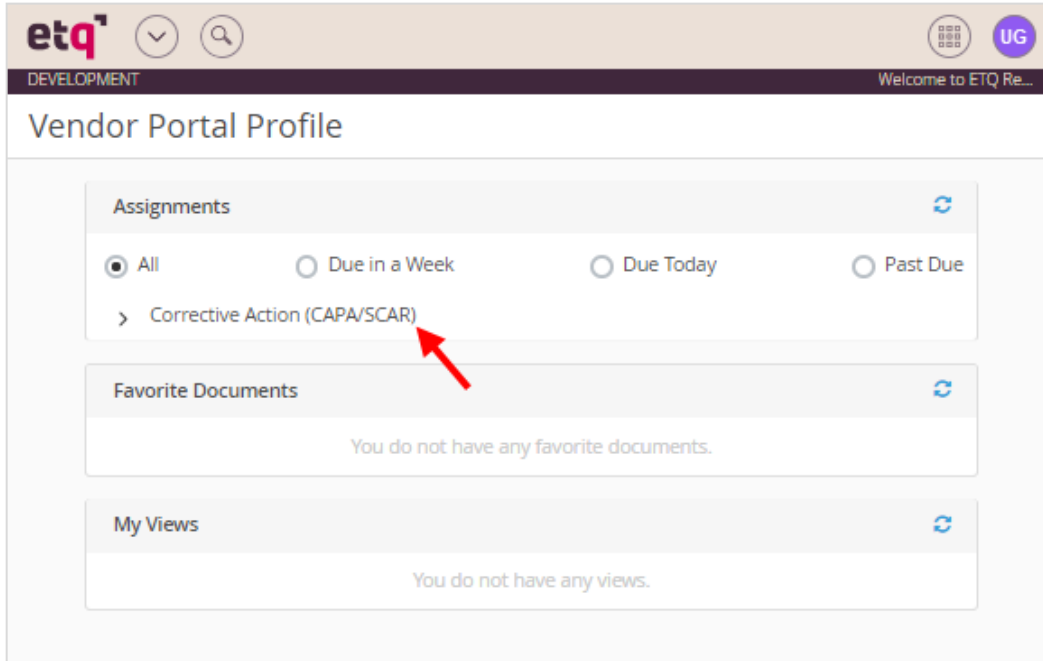 etq
UG
DEVELOPMENT Welcome to ETQ Re...
Vendor Portal Profile
Assignments
All Due in a Week Due Today Past Due
Corrective Action (CAPA/SCAR)
Favorite Documents
You do not have any favorite documents.
My Views
You do not have any views.